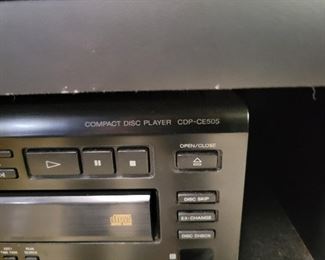 COMPACT DISC PLAYER CDP-CE505
OPEN/CLOSE
DISC SKIP
EX-CHANGE
DISC CHECK